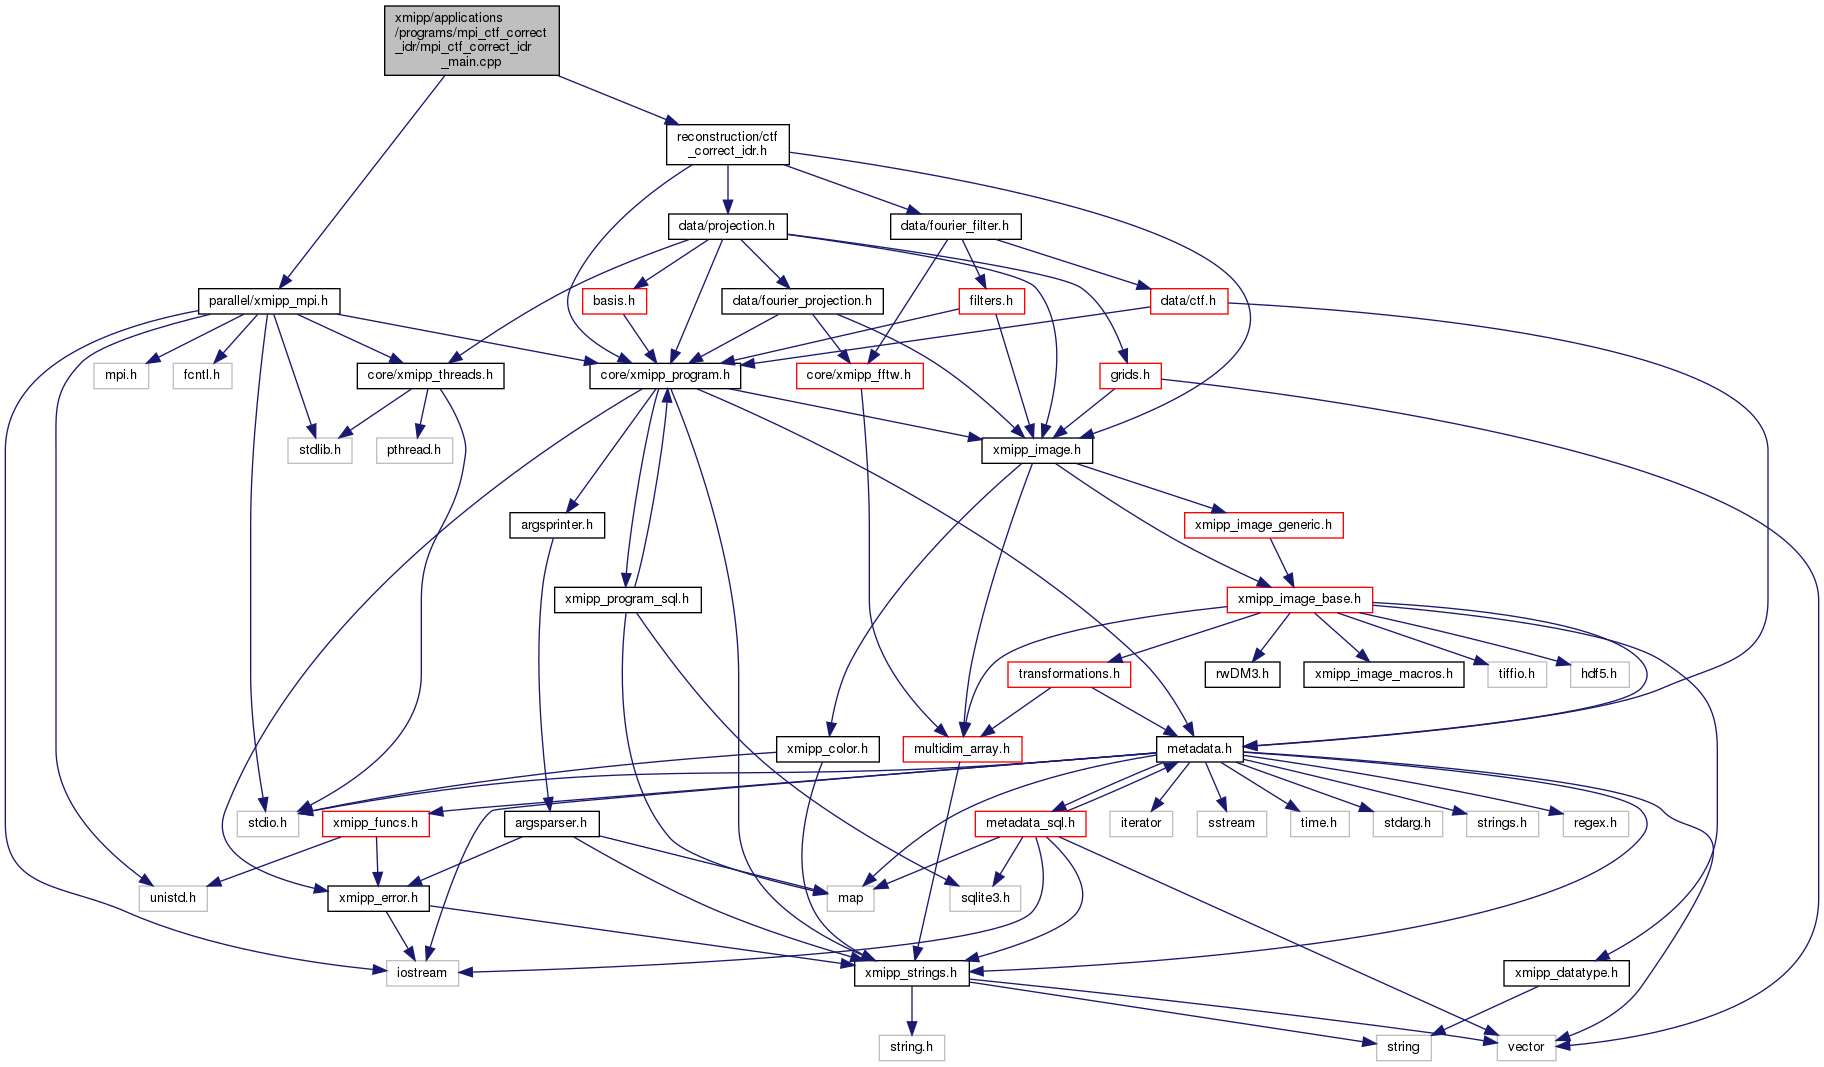 xmipp/applications
/programs/mpi_ctf_correct
_idr/mpi_ctf_correct_idr
_main.cpp
reconstruction/ctf
_correct_idr.h
data/projection.h
data/fourier_filter.h
parallel/xmipp_mpi.h
basis.h
data/fourier_projection.h
filters.h
data/ctf.h
mpi.h
fcntl.h
core/xmipp_threads.h
core/xmipp_program.h
core/xmipp_fftw.h
grids.h
stdlib.h
pthread.h
xmipp_image.h
argsprinter.h
xmipp_image_generic.h
xmipp_program_sql.h
xmipp_image_base.h
transformations.h
rwDM3.h
xmipp_image_macros.h
tiffio.h
hdf5.h
xmipp_color.h
multidim_array.h
metadata.h
stdio.h
xmipp_funcs.h
argsparser.h
metadata_sql.h
iterator
sstream
time.h
stdarg.h
strings.h
regex.h
unistd.h
xmipp_error.h
map
sqlite3.h
iostream
xmipp_strings.h
xmipp_datatype.h
string.h
string
vector